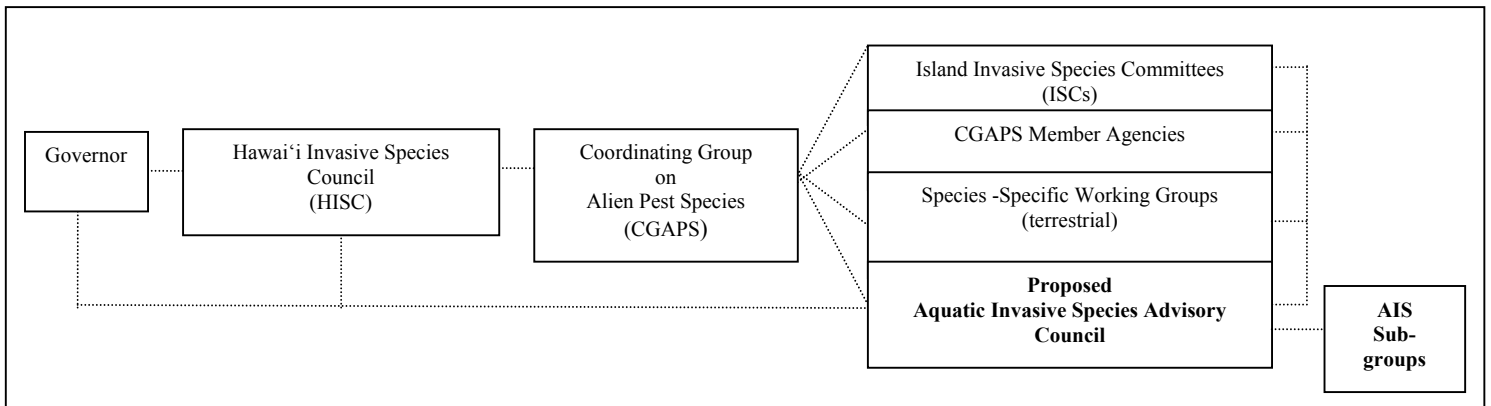 Governor
Hawai‘i Invasive Species
Council
(HISC)
Coordinating Group
on
Alien Pest Species
(CGAPS)
Island Invasive Species Committees
(ISCs)
CGAPS Member Agencies
Species -Specific Working Groups
(terrestrial)
Proposed
Aquatic Invasive Species Advisory
Council
AIS
Sub-
groups